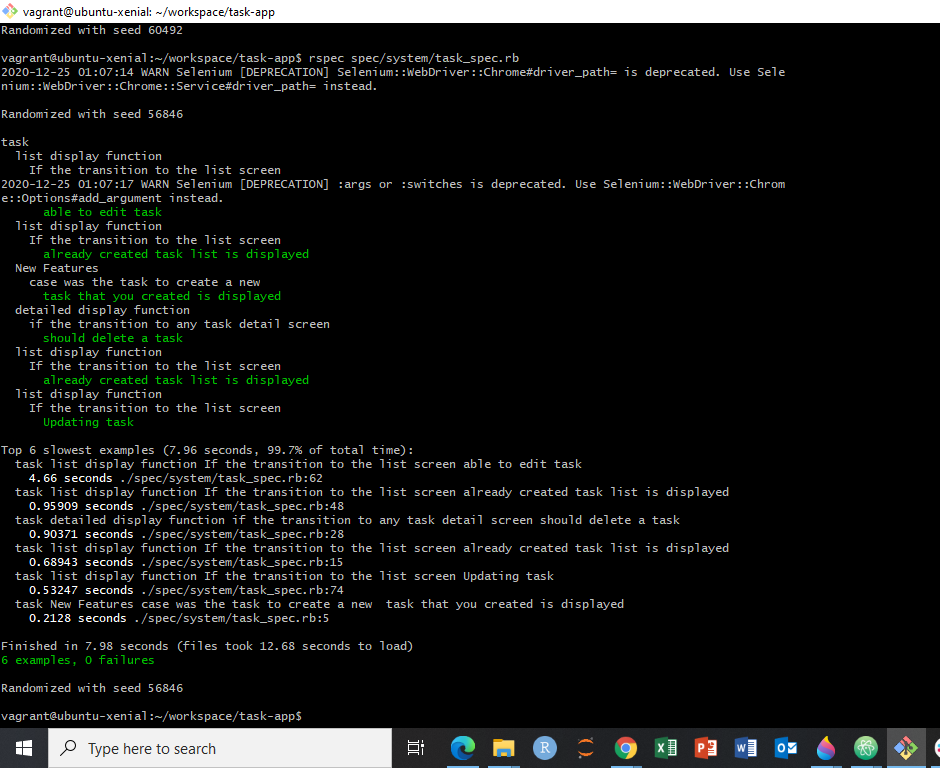 vagrant@ubuntu-xenial: ~/workspace/task-app
Randomized with seed 60492
vagrant@ubuntu-xenial:~/workspace/task-app$ rspec spec/system/task_spec.rb
2020-12-25 01:07:14 WARN Selenium [DEPRECATION] Selenium::WebDriver::Chrome#driver_path= is deprecated. Use Sele
nium::WebDriver::Chrome::Service#driver_path= instead.
Randomized with seed 56846
task
list display function
If the transition to the list screen
2020-12-25 01:07:17 WARN Selenium [DEPRECATION] :args or :switches is deprecated. Use Selenium::WebDriver::Chrom
e::Options#add_argument instead.
able to edit task
list display function
If the transition to the list screen
already created task list is displayed
New Features
case was the task to create a new
task that you created is displayed
detailed display function
if the transition to any task detail screen
should delete a task
list display function
If the transition to the list screen
already created task list is displayed
list display function
If the transition to the list screen
Updating task
Top 6 slowest examples (7.96 seconds, 99.7% of total time):
task list display function If the transition to the list screen able to edit task
4.66 seconds ./spec/system/task_spec.rb:62
task list display function If the transition to the list screen already created task list is displayed
0.95909 seconds ./spec/system/task_spec.rb:48
task detailed display function if the transition to any task detail screen should delete a task
0.90371 seconds ./spec/system/task_spec.rb:28
task list display function If the transition to the list screen already created task list is displayed
0.68943 seconds ./spec/system/task_spec.rb:15
task list display function If the transition to the list screen Updating task
0.53247 seconds ./spec/system/task_spec.rb:74
task New Features case was the task to create a new  task that you created is displayed
0.2128 seconds ./spec/system/task_spec.rb:5
Finished in 7.98 seconds (files took 12.68 seconds to load)
6 examples, 0 failures
Randomized with seed 56846
vagrant@ubuntu-xenial:~/workspace/task-app$
Type here to search